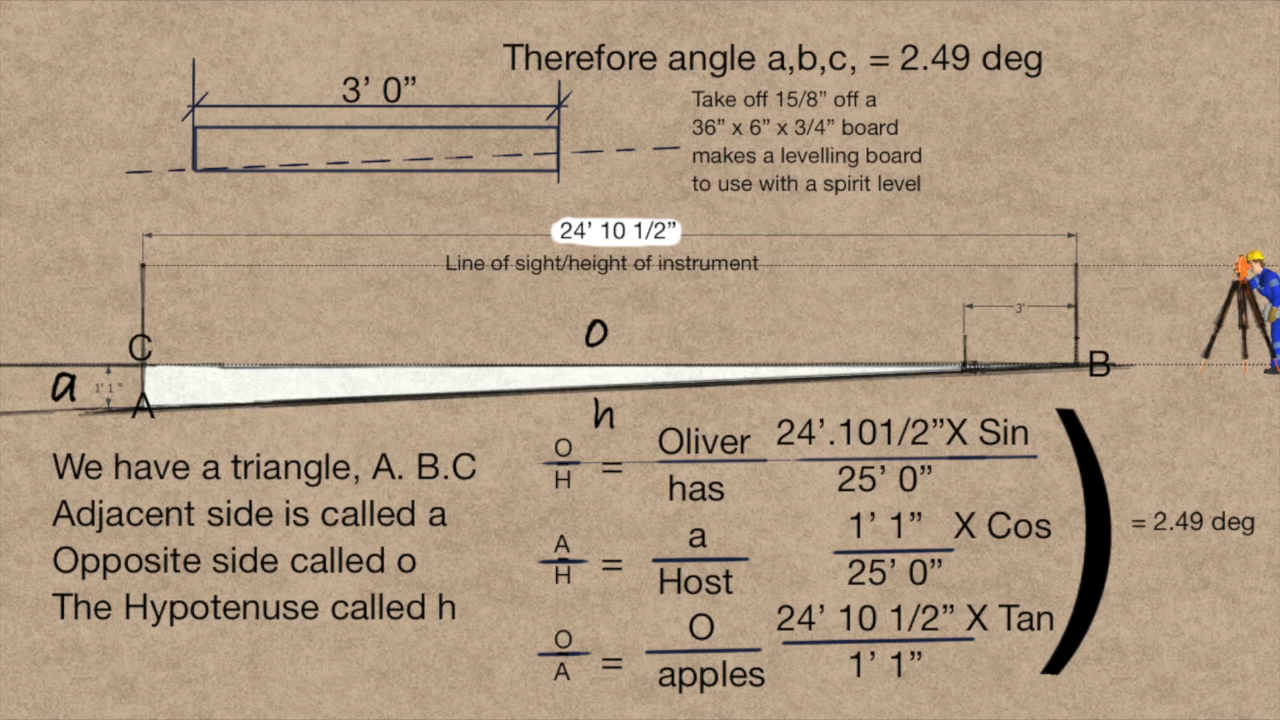 Therefore angle a,b,c, = 2.49 deg
3’ 0”
Take off 15/8” off a
36” x 6” x 3/4” board
makes a levelling board
to use with a spirit level
24’ 10 1/2”
Line of sight/height of instrument
3'
o
C
B
a
1' 1"
A
h
We have a triangle, A. B.C
Adjacent side is called a
Opposite side called o
The Hypotenuse called h
O
H
=
Oliver
has
24’.101/2”X Sin
25’ 0”
A
H
=
a
Host
1’ 1” X Cos
25’ 0”
= 2.49 deg
O
A
=
O
apples
24’ 10 1/2” X Tan
1’ 1”
)